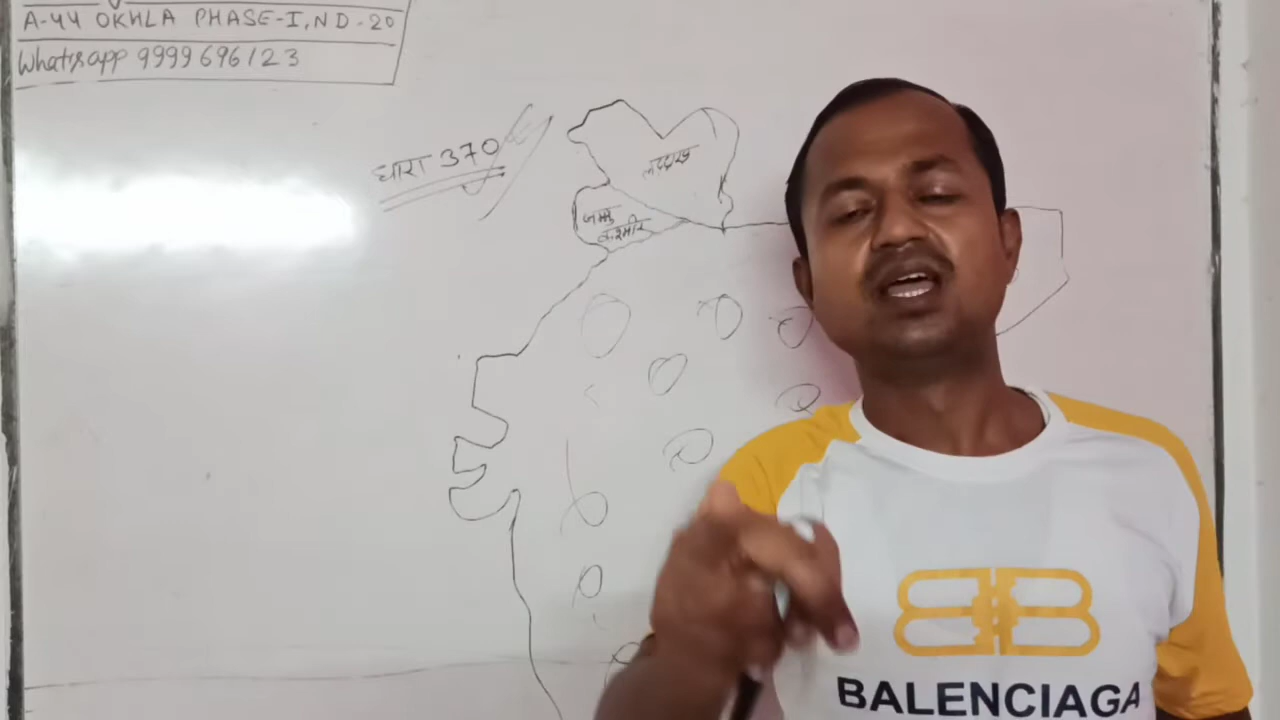 A-44 OKHLA PHASE-I, ND-20
Whatsapp 9999696123
धारा 370
लद्दाख
जम्मू
कश्मीर
BALENCIAGA